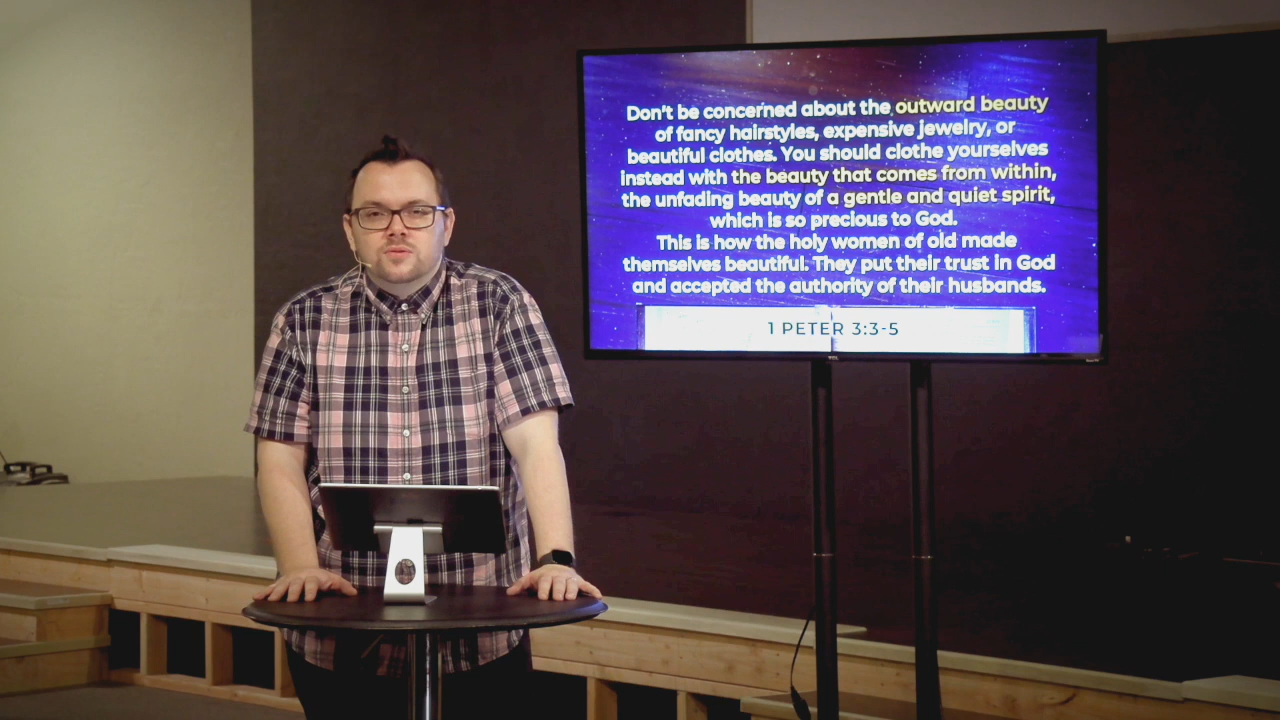 Don't be concerned about the outward beauty
of fancy hairstyles, expensive jewelry, or
beautiful clothes. You should clothe yourselves
instead with the beauty that comes from within,
the unfading beauty of a gentle and quiet spirit,
which is so precious to God.
This is how the holy women of old made
themselves beautiful. They put their trust in God
and accepted the authority of their husbands.
1 PETER 3:3-5
TCL